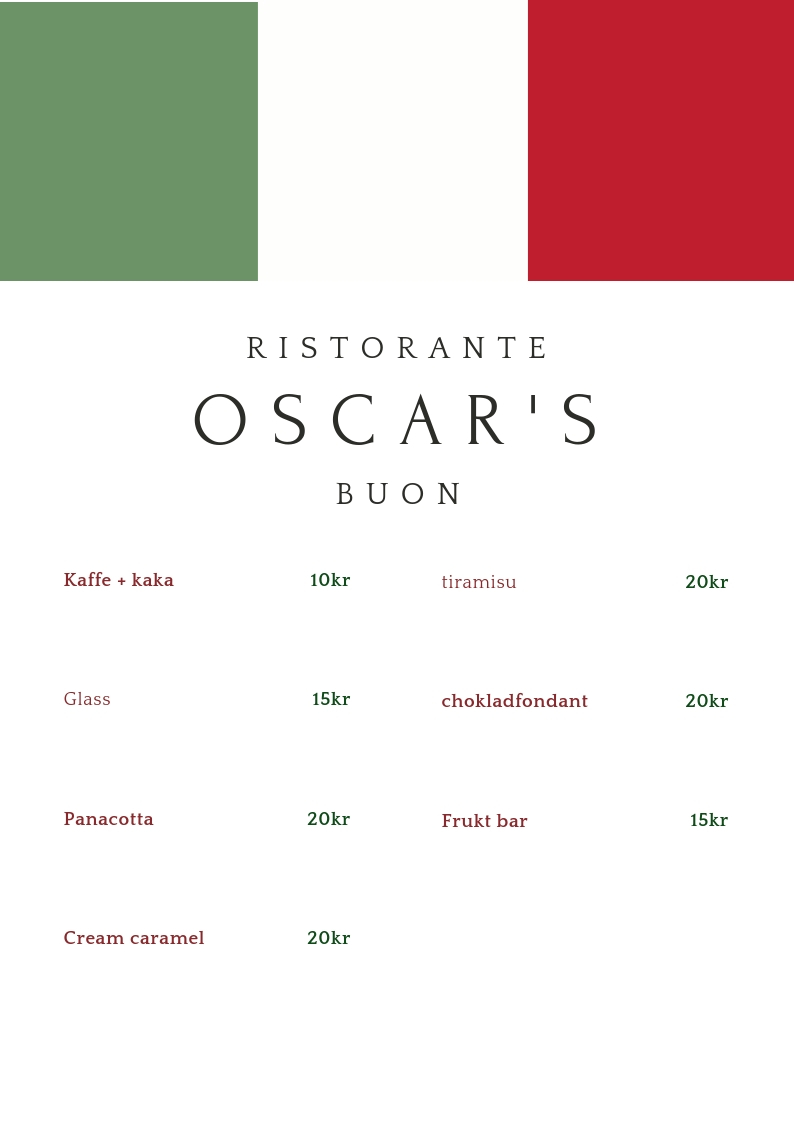 RISTORANTE
OSCAR'S
BUON
Kaffe + kaka 10kr
Glass 15kr
Panacotta 20kr
Cream caramel 20kr
tiramisu 20kr
chokladfondant 20kr
Frukt bar 15kr